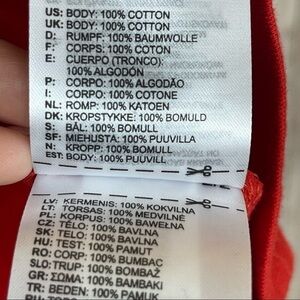 US: BODY: 100% COTTON
UK: BODY: 100% COTTON
D: RUMPF: 100% BAUMWOLLE
F: CORPS: 100% COTON
E: CUERPO (TRONCO):
100% ALGODÓN
P: CORPO: 100% ALGODÃO
I: CORPO: 100% COTONE
NL: ROMP: 100% KATOEN
DK: KROPSTYKKE: 100% BOMULD
S: BÅL: 100% BOMULL
SF: MIEHUSTA: 100% PUUVILLA
N: KROPP: 100% BOMULL
EST: BODY: 100% PUUVILL
LV: ĶERMENIS: 100% KOKVILNA
LT: TORSAS: 100% MEDVILNĖ
PL: KORPUS: 100% BAWEŁNA
CZ: TĚLO: 100% BAVLNA
SK: TELO: 100% BAVLNA
HU: TEST: 100% PAMUT
RO: CORP: 100% BUMBAC
SLO: TRUP: 100% BOMBAŽ
GR: ΣΩΜΑ: 100% ΒΑΜΒΑΚΙ
TR: BEDEN: 100% PAMUK